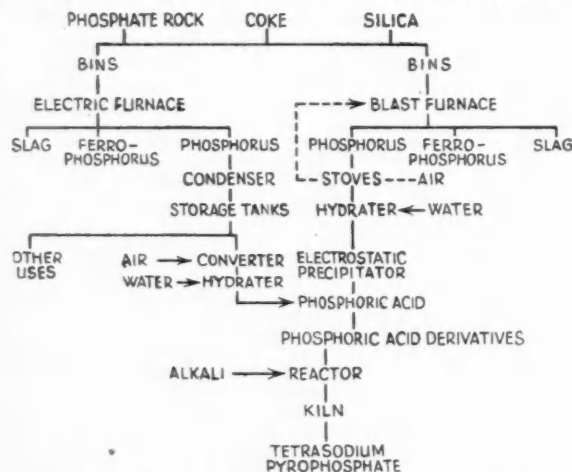 PHOSPHATE ROCK COKE SILICA
BINS BINS
ELECTRIC FURNACE BLAST FURNACE
SLAG FERRO- PHOSPHORUS PHOSPHORUS FERRO- SLAG
PHOSPHORUS PHOSPHORUS
CONDENSER STOVES AIR
STORAGE TANKS HYDRATER WATER
OTHER AIR CONVERTER ELECTROSTATIC
USES PRECIPITATOR
WATER HYDRATER
PHOSPHORIC ACID
PHOSPHORIC ACID DERIVATIVES
ALKALI REACTOR
KILN
TETRASODIUM
PYROPHOSPHATE